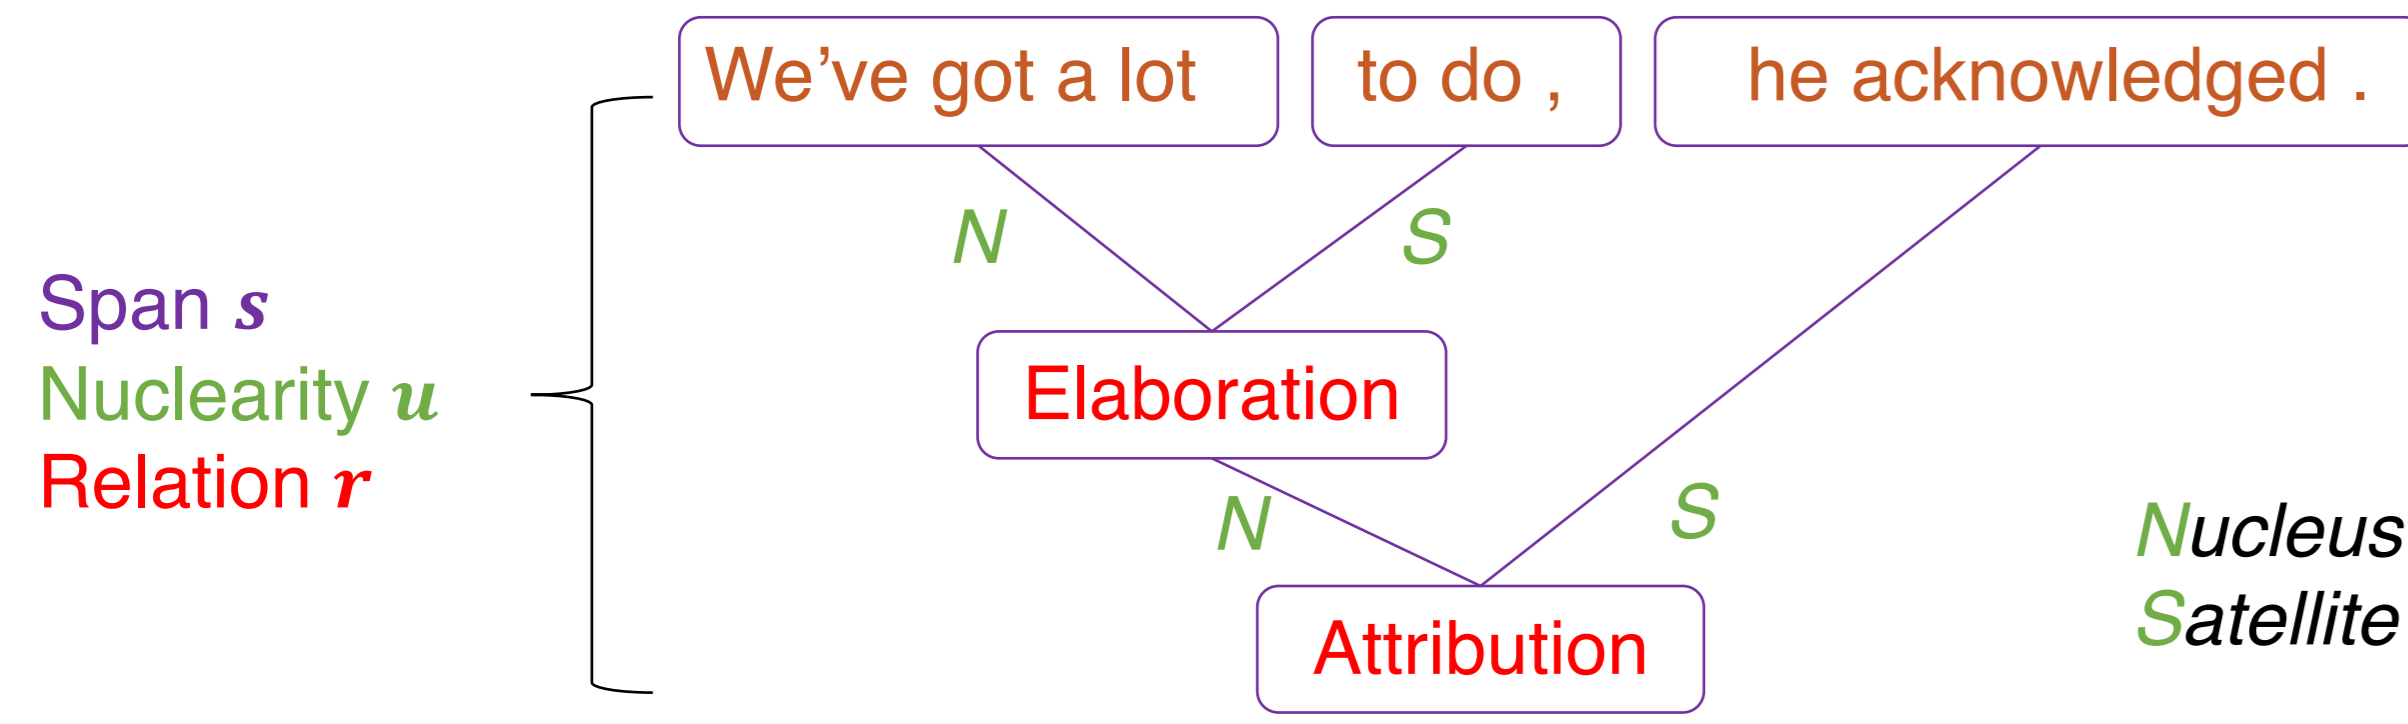 We’ve got a lot to do , he acknowledged .
N S
Span s
Nuclearity u
Relation r
Elaboration
N S
Nucleus
Satellite
Attribution